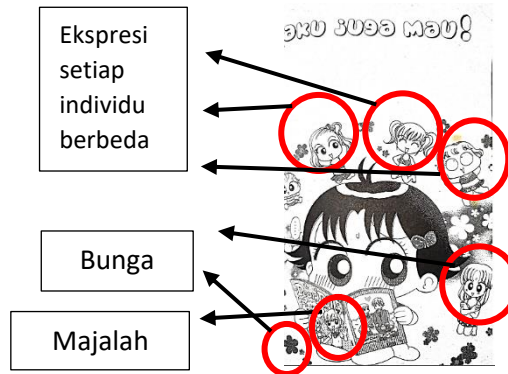 aku juga mau!
Ekspresi
setiap
individu
berbeda
Bunga
Majalah